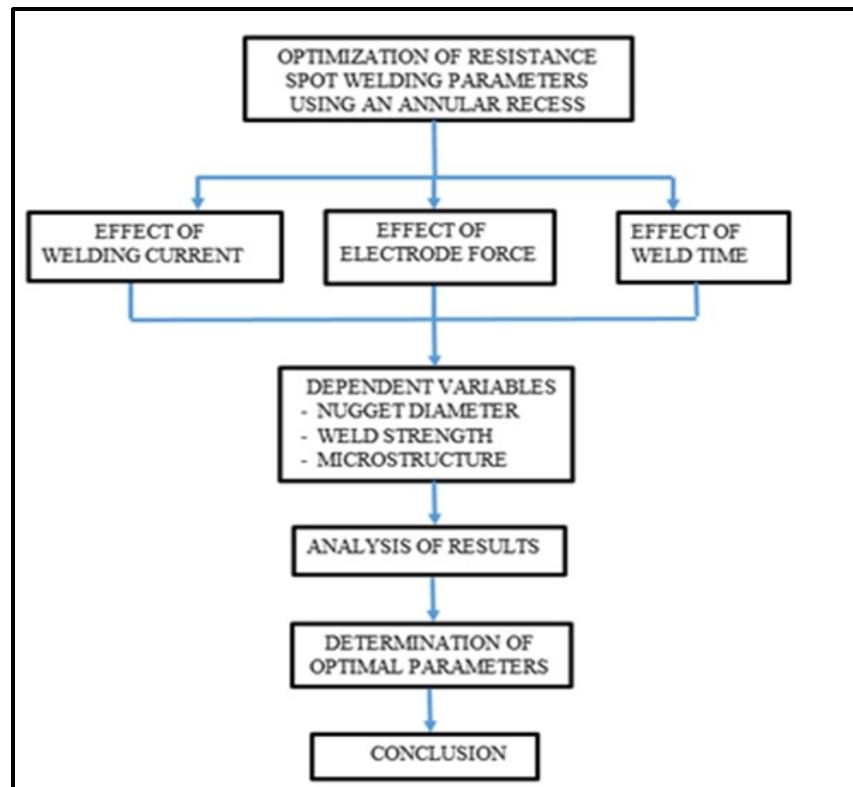 OPTIMIZATION OF RESISTANCE
SPOT WELDING PARAMETERS
USING AN ANNULAR RECESS
EFFECT OF
WELDING CURRENT
EFFECT OF
ELECTRODE FORCE
EFFECT OF
WELD TIME
DEPENDENT VARIABLES
- NUGGET DIAMETER
- WELD STRENGTH
- MICROSTRUCTURE
ANALYSIS OF RESULTS
DETERMINATION OF
OPTIMAL PARAMETERS
CONCLUSION